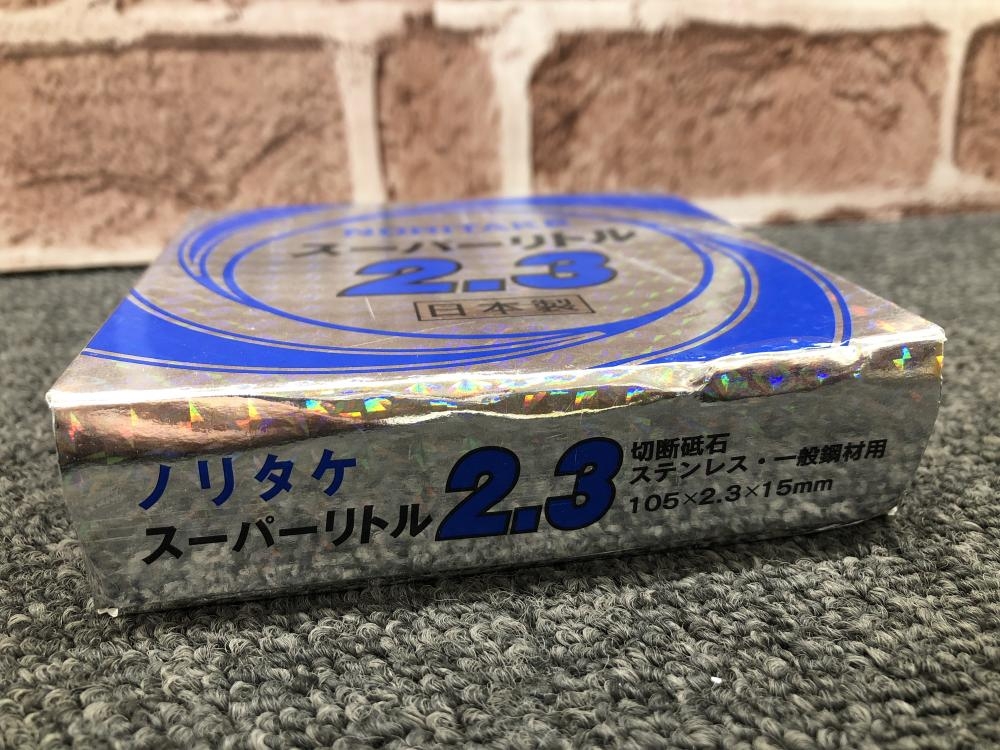 NORITAKE
スーパーリトル
2.3
日本製
ノリタケ
スーパーリトル 2.3
切断砥石
ステンレス・一般鋼材用
105×2.3×15mm